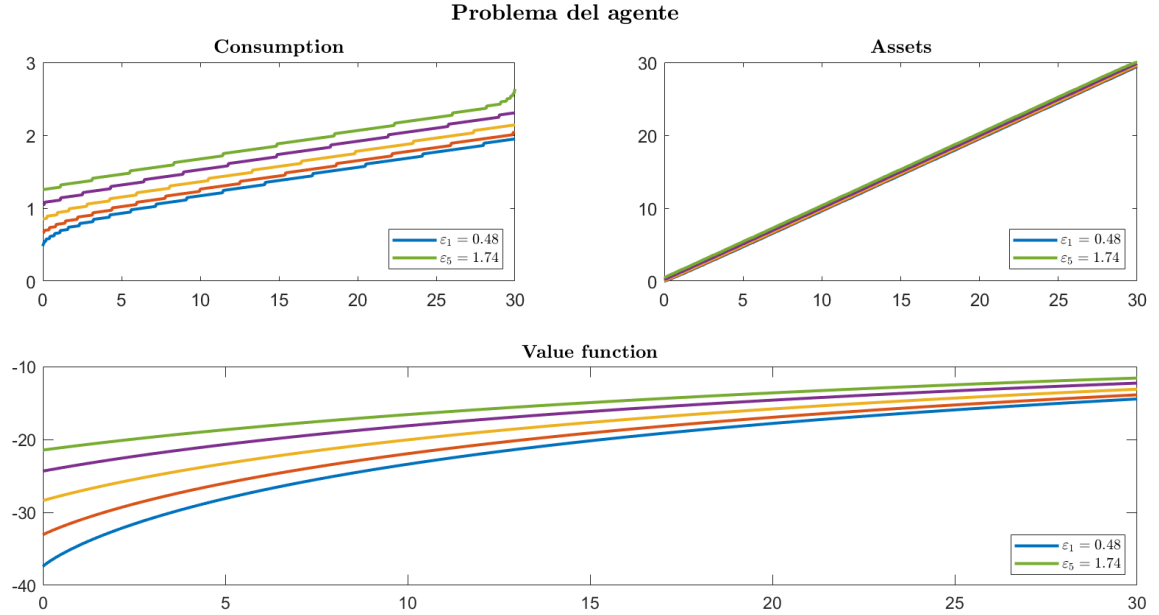 Problema del agente
Consumption
3
2
1
0
0 5 10 15 20 25 30
ε₁ = 0.48
ε₅ = 1.74
Assets
30
20
10
0
0 5 10 15 20 25 30
ε₁ = 0.48
ε₅ = 1.74
Value function
-10
-20
-30
-40
0 5 10 15 20 25 30
ε₁ = 0.48
ε₅ = 1.74